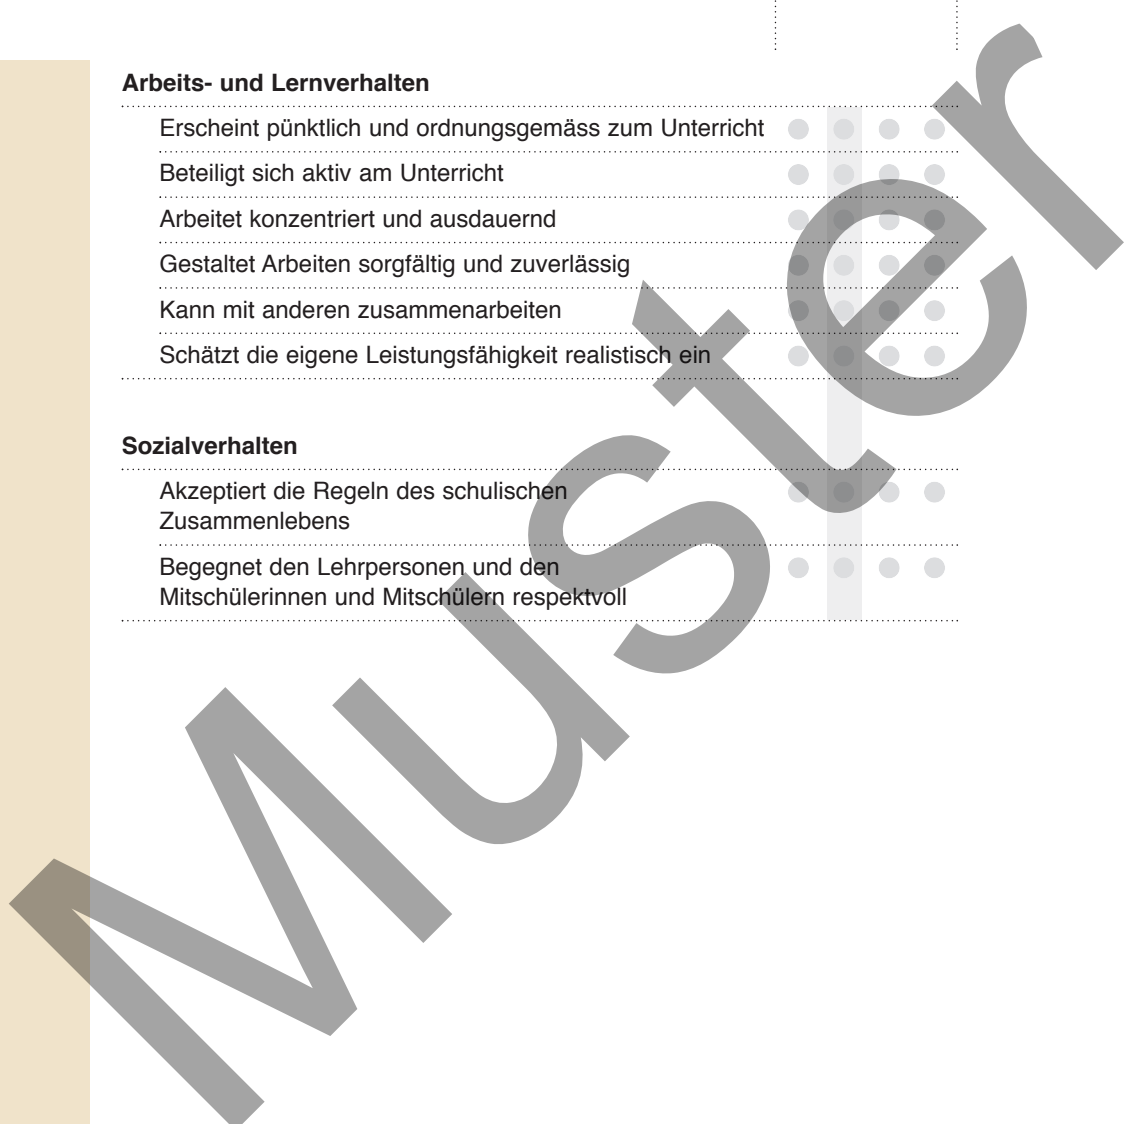 Arbeits- und Lernverhalten
Erscheint pünktlich und ordnungsgemäss zum Unterricht
Beteiligt sich aktiv am Unterricht
Arbeitet konzentriert und ausdauernd
Gestaltet Arbeiten sorgfältig und zuverlässig
Kann mit anderen zusammenarbeiten
Schätzt die eigene Leistungsfähigkeit realistisch ein
Sozialverhalten
Akzeptiert die Regeln des schulischen
Zusammenlebens
Begegnet den Lehrpersonen und den
Mitschülerinnen und Mitschülern respektvoll
Muster